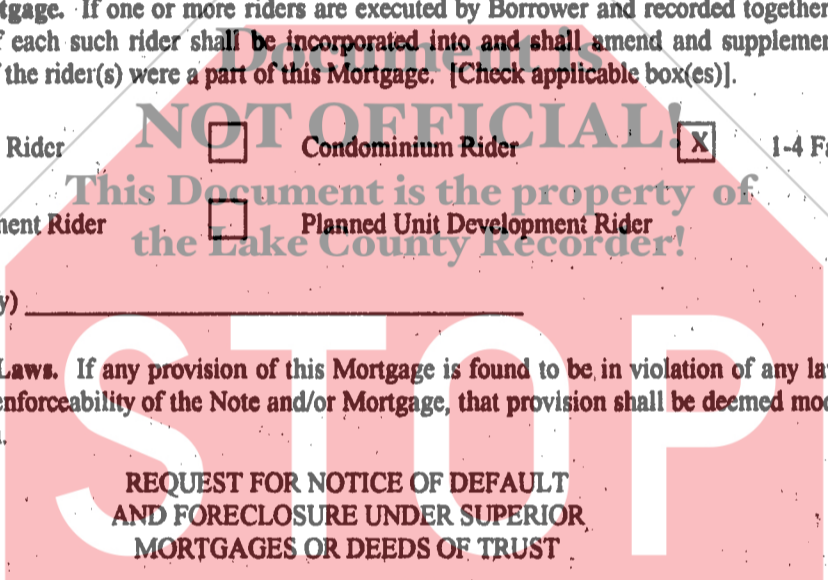 tgage. If one or more riders are executed by Borrower and recorded together
each such rider shall be incorporated into and shall amend and supplemen
the rider(s) were a part of this Mortgage. [Check applicable box(es)].
Document is
NOT OFFICIAL!
This Document is the property of
the Lake County Recorder!
Rider Condominium Rider X 1-4 Fa
nent Rider Planned Unit Development Rider
y)
STOP
Laws. If any provision of this Mortgage is found to be in violation of any la
enforceability of the Note and/or Mortgage, that provision shall be deemed mod
REQUEST FOR NOTICE OF DEFAULT
AND FORECLOSURE UNDER SUPERIOR
MORTGAGES OR DEEDS OF TRUST